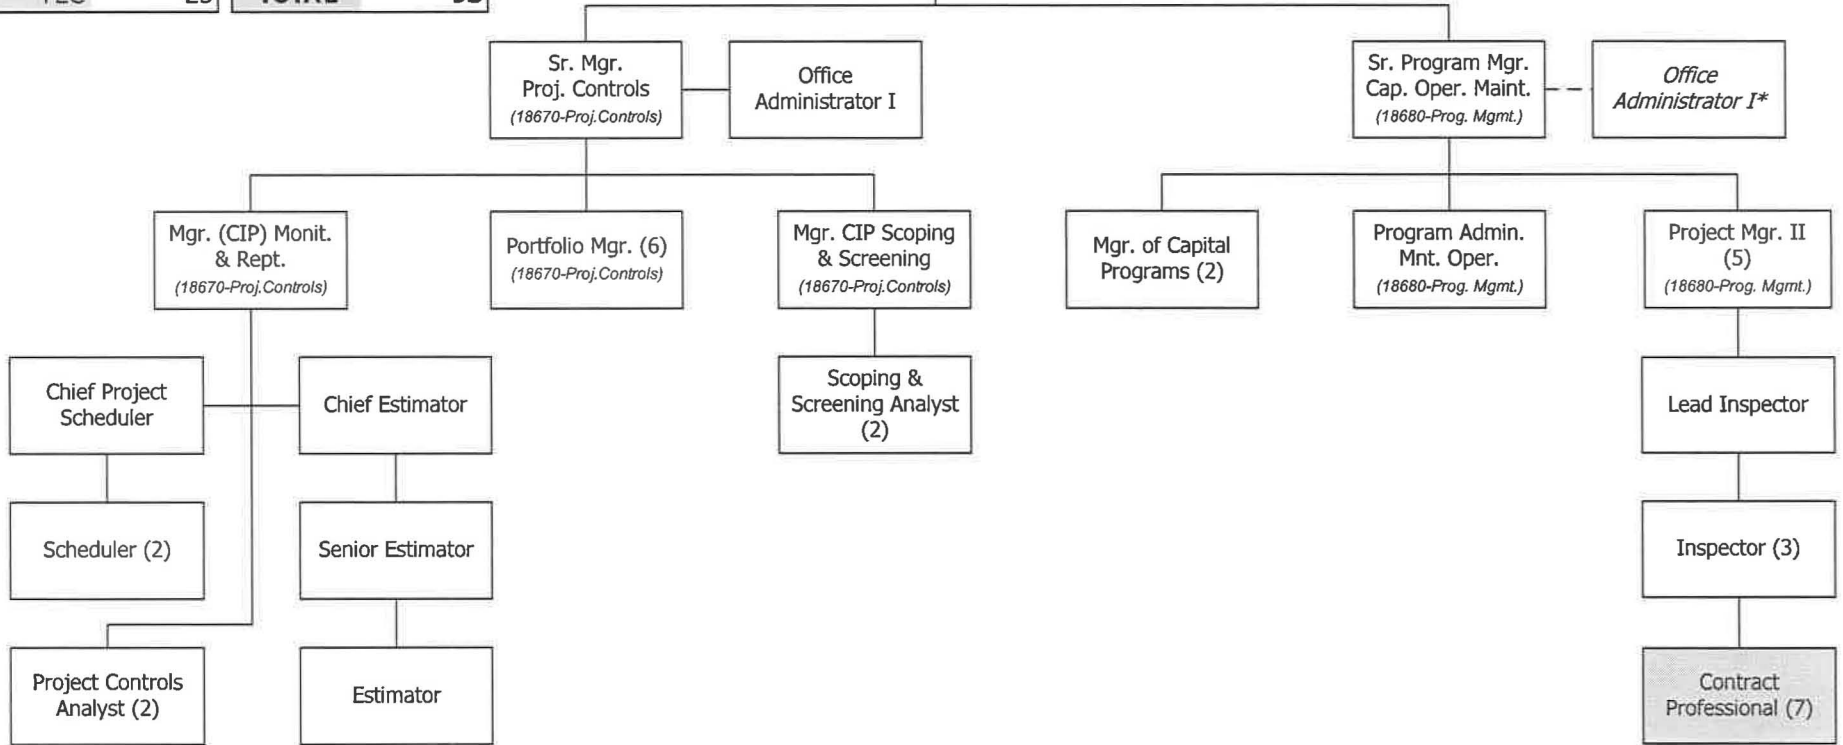 Sr. Mgr.
Proj. Controls
(18670-Proj.Controls)
Office
Administrator I
Sr. Program Mgr.
Cap. Oper. Maint.
(18680-Prog. Mgmt.)
Office
Administrator I*
Mgr. (CIP) Monit.
& Rept.
(18670-Proj.Controls)
Portfolio Mgr. (6)
(18670-Proj.Controls)
Mgr. CIP Scoping
& Screening
(18670-Proj.Controls)
Mgr. of Capital
Programs (2)
Program Admin.
Mnt. Oper.
(18680-Prog. Mgmt.)
Project Mgr. II
(5)
(18680-Prog. Mgmt.)
Chief Project
Scheduler
Chief Estimator
Scoping &
Screening Analyst
(2)
Lead Inspector
Scheduler (2)
Senior Estimator
Inspector (3)
Project Controls
Analyst (2)
Estimator
Contract
Professional (7)